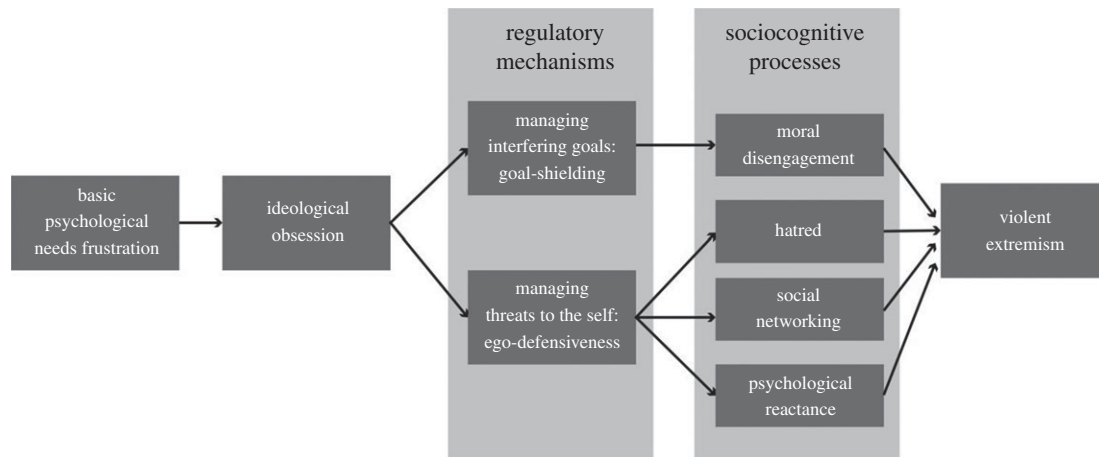 regulatory
mechanisms
sociocognitive
processes
managing
interfering goals:
goal-shielding
moral
disengagement
basic
psychological
needs frustration
ideological
obsession
hatred
violent
extremism
managing
threats to the self:
ego-defensiveness
social
networking
psychological
reactance